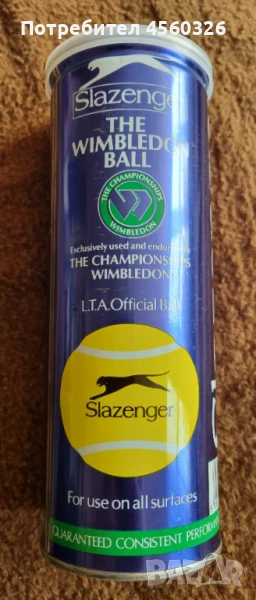 Потребител 4560326
Slazenger
THE
WIMBLEDON
BALL
THE CHAMPIONSHIPS
WIMBLEDON
Exclusively used and endorsed by
THE CHAMPIONSHIPS
WIMBLEDON
L.T.A. Official Ball
Slazenger
For use on all surfaces
GUARANTEED CONSISTENT PERFORM
BAZAR